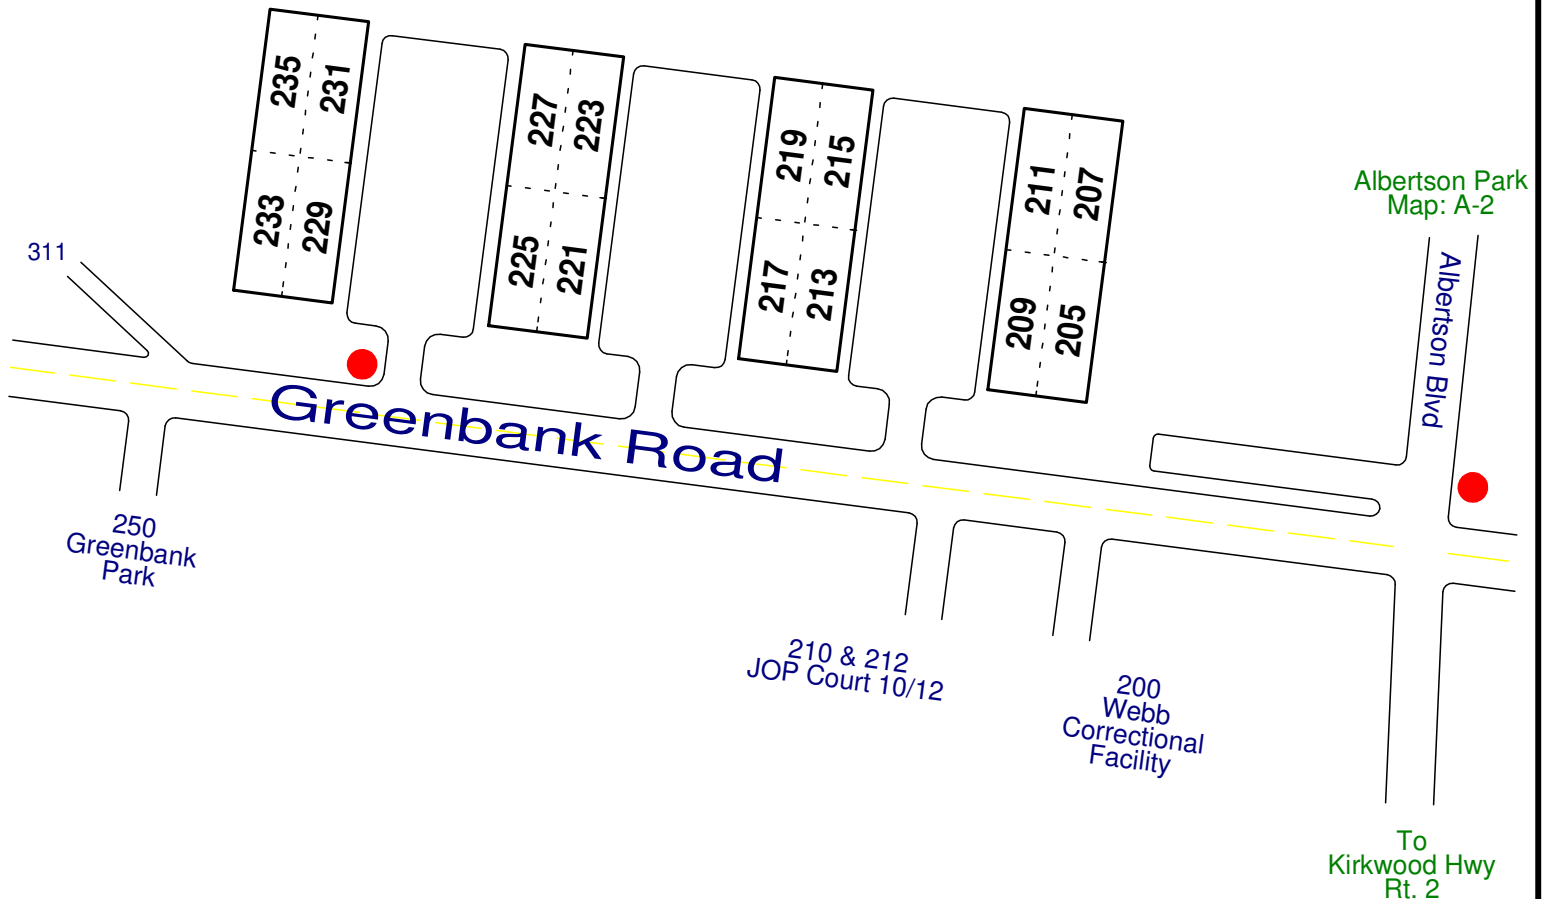 235
231
233
229
227
223
225
221
219
215
217
213
211
207
209
205
311
Albertson Park
Map: A-2
Albertson Blvd
Greenbank Road
250
Greenbank
Park
210 & 212
JOP Court 10/12
200
Webb
Correctional
Facility
To
Kirkwood Hwy
Rt. 2